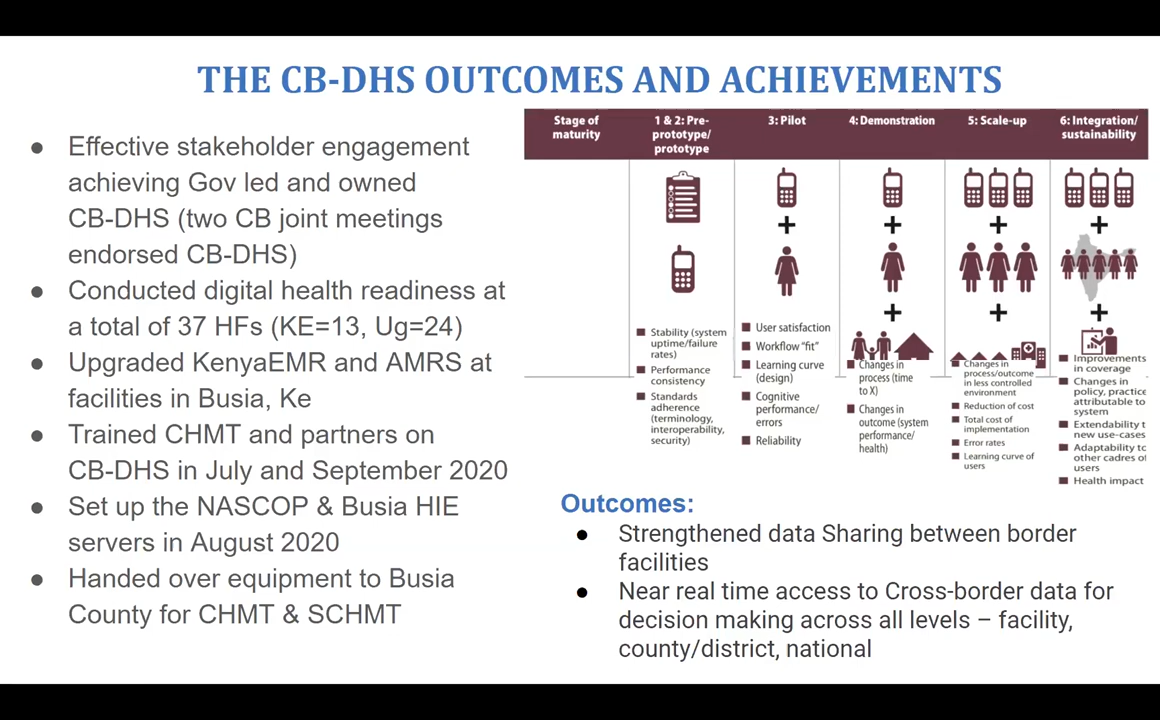 THE CB-DHS OUTCOMES AND ACHIEVEMENTS
● Effective stakeholder engagement
achieving Gov led and owned
CB-DHS (two CB joint meetings
endorsed CB-DHS)
● Conducted digital health readiness at
a total of 37 HFs (KE=13, Ug=24)
● Upgraded KenyaEMR and AMRS at
facilities in Busia, Ke
● Trained CHMT and partners on
CB-DHS in July and September 2020
● Set up the NASCOP & Busia HIE
servers in August 2020
● Handed over equipment to Busia
County for CHMT & SCHMT
Stage of
maturity
1 & 2: Pre-
prototype/
prototype
3: Pilot
4: Demonstration
5: Scale-up
6: Integration/
sustainability
■ Stability (system
uptime/failure
rates)
■ Performance
consistency
■ Standards
adherence
(terminology,
interoperability,
security)
■ User satisfaction
■ Workflow “fit”
■ Learning curve
(design)
■ Cognitive
performance/
errors
■ Reliability
■ Changes in
process (time
to X)
■ Changes in
outcome (system
performance/
health)
■ Changes in
process/outcome
in less controlled
environment
■ Reduction of cost
■ Total cost of
implementation
■ Error rates
■ Learning curve of
users
■ Improvements
in coverage
■ Changes in
policy, practice
attributable to
system
■ Extendability t
new use-cases
■ Adaptability to
other cadres of
users
■ Health impact
Outcomes:
● Strengthened data Sharing between border
facilities
● Near real time access to Cross-border data for
decision making across all levels – facility,
county/district, national